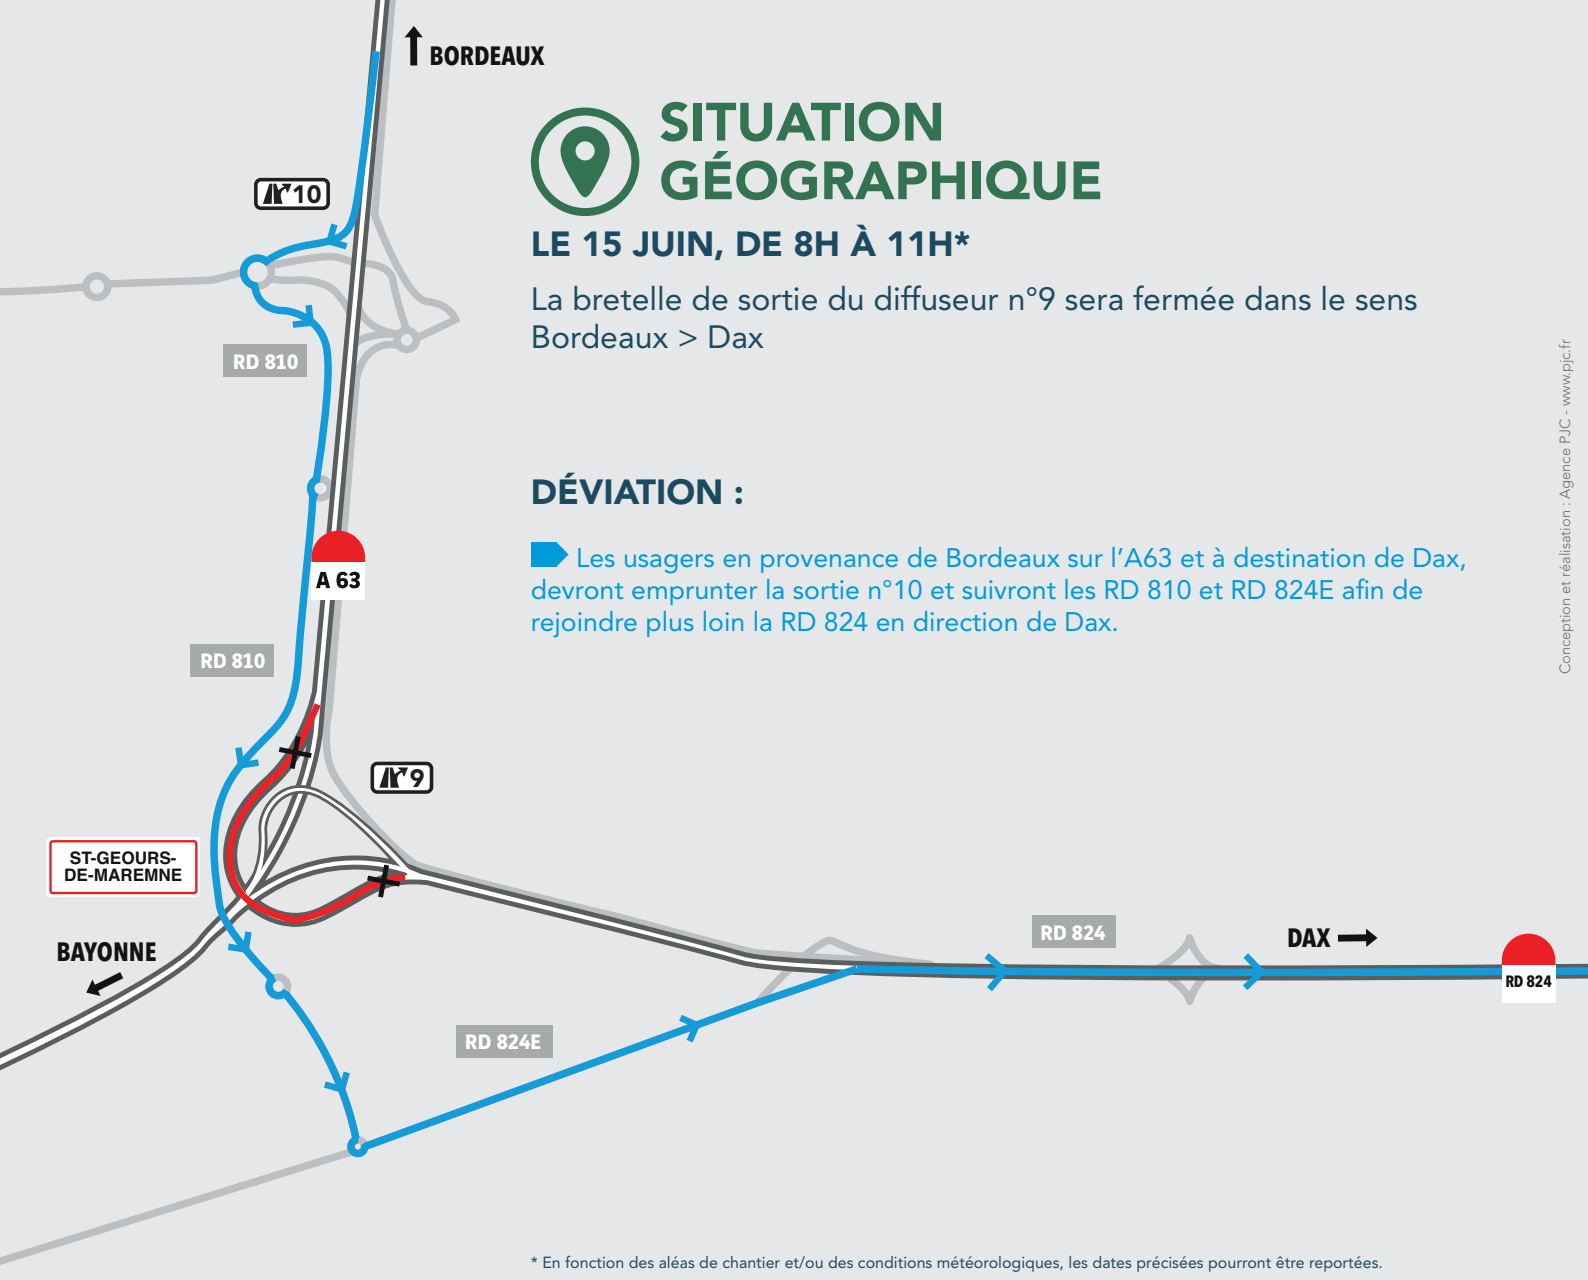 BORDEAUX
SITUATION
GÉOGRAPHIQUE
10
LE 15 JUIN, DE 8H À 11H*
La bretelle de sortie du diffuseur n°9 sera fermée dans le sens
Bordeaux > Dax
RD 810
DÉVIATION :
Les usagers en provenance de Bordeaux sur l'A63 et à destination de Dax,
devront emprunter la sortie n°10 et suivront les RD 810 et RD 824E afin de
rejoindre plus loin la RD 824 en direction de Dax.
A 63
RD 810
9
ST-GEOURS-
DE-MAREMNE
BAYONNE
RD 824
DAX
RD 824
RD 824E
* En fonction des aléas de chantier et/ou des conditions météorologiques, les dates précisées pourront être reportées.
Conception et réalisation : Agence PJC - www.pjc.fr